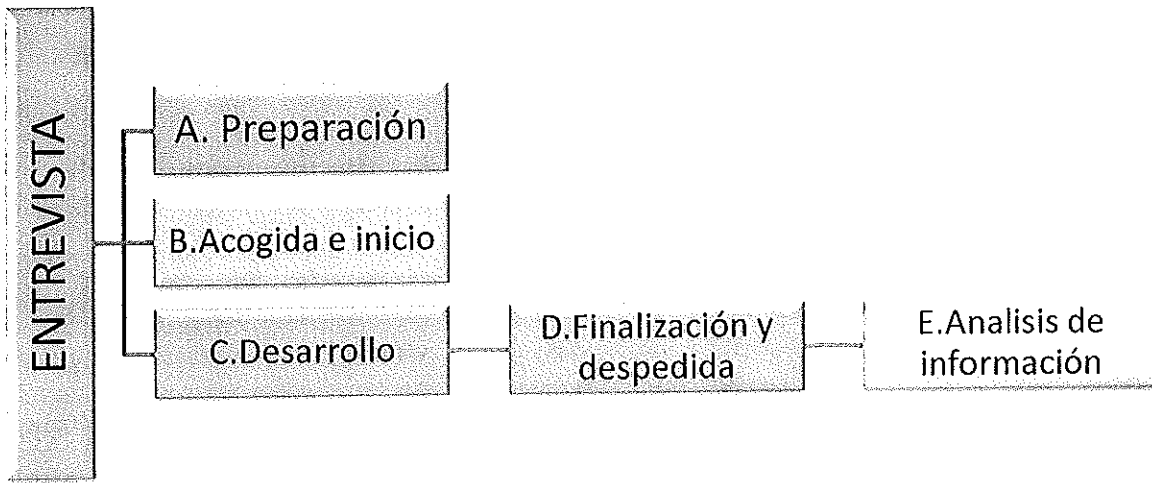 ENTREVISTA
A. Preparación
B.Acogida e inicio
C.Desarrollo
D.Finalización y
despedida
E.Analisis de
información